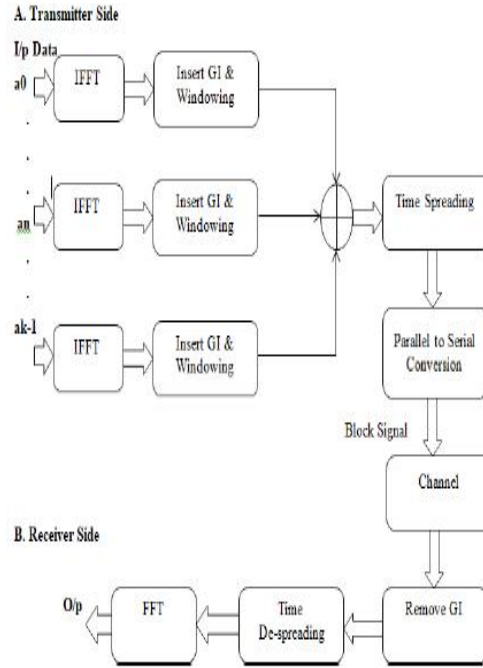 A. Transmitter Side
I/p Data
a0
IFFT
Insert GI &
Windowing
an
IFFT
Insert GI &
Windowing
Time Spreading
ak-1
IFFT
Insert GI &
Windowing
Parallel to Serial
Conversion
Block Signal
Channel
B. Receiver Side
O/p
FFT
Time
De-spreading
Remove GI